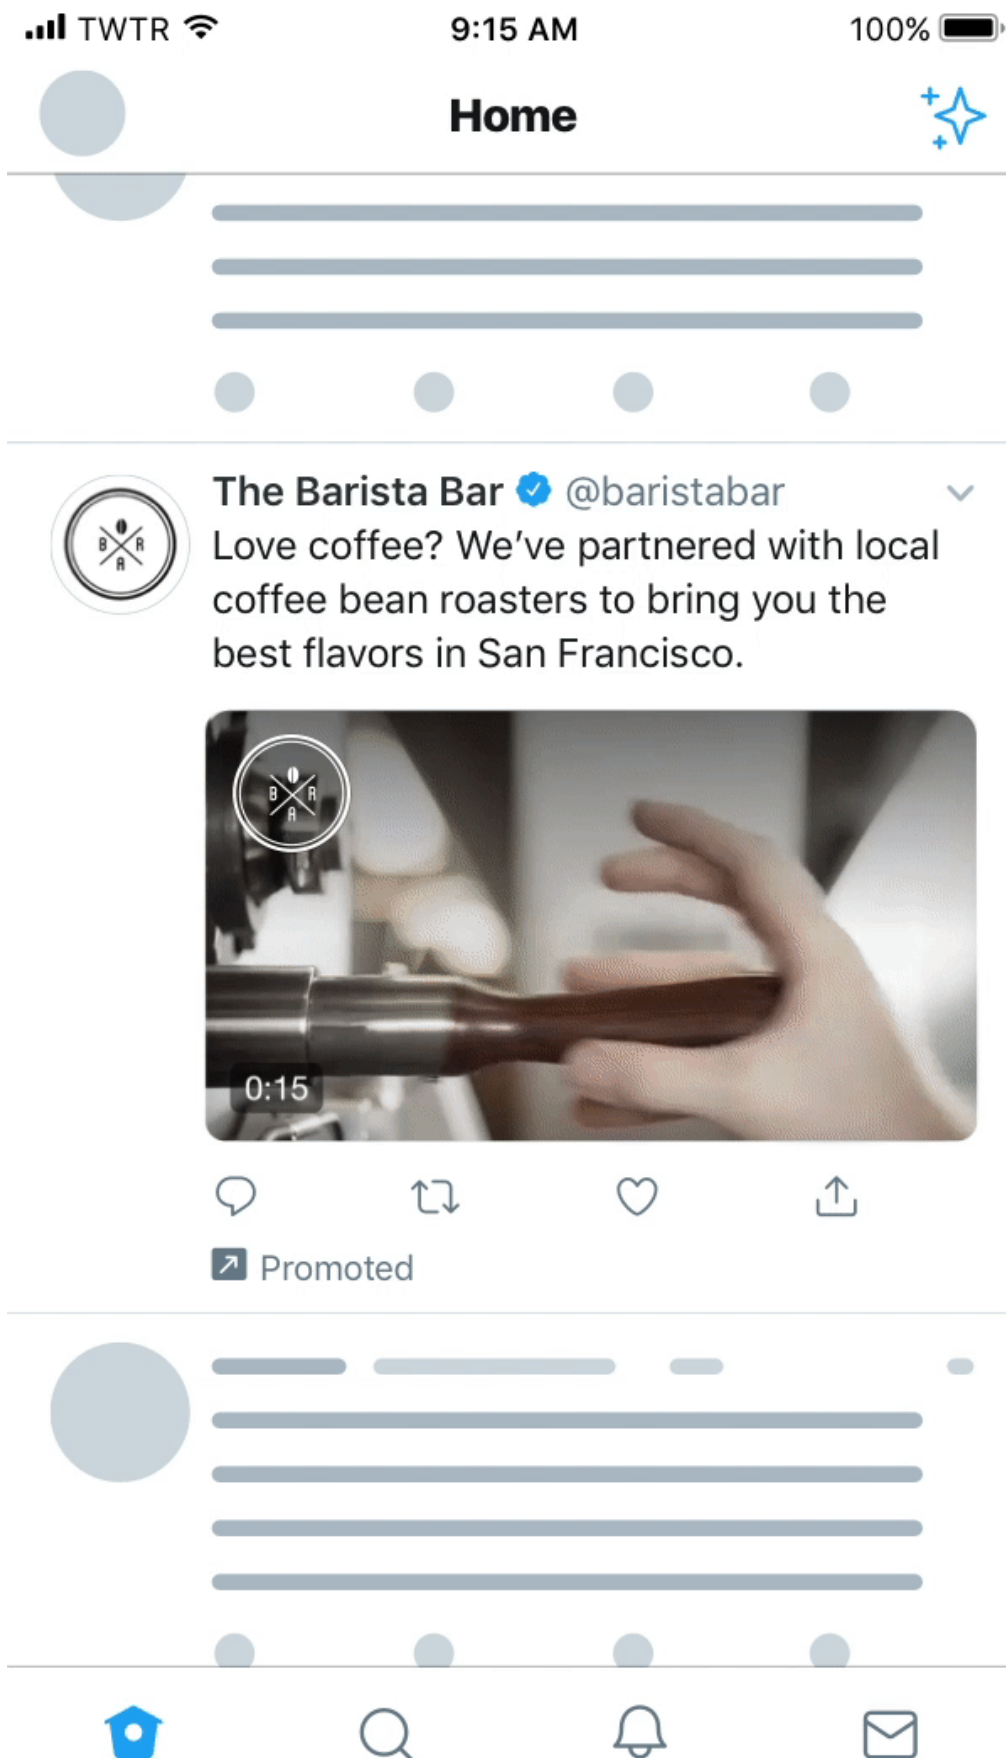 TWTR 9:15 AM 100%
Home
The Barista Bar @baristabar
Love coffee? We’ve partnered with local
coffee bean roasters to bring you the
best flavors in San Francisco.
B R
A
B R
A
0:15
Promoted